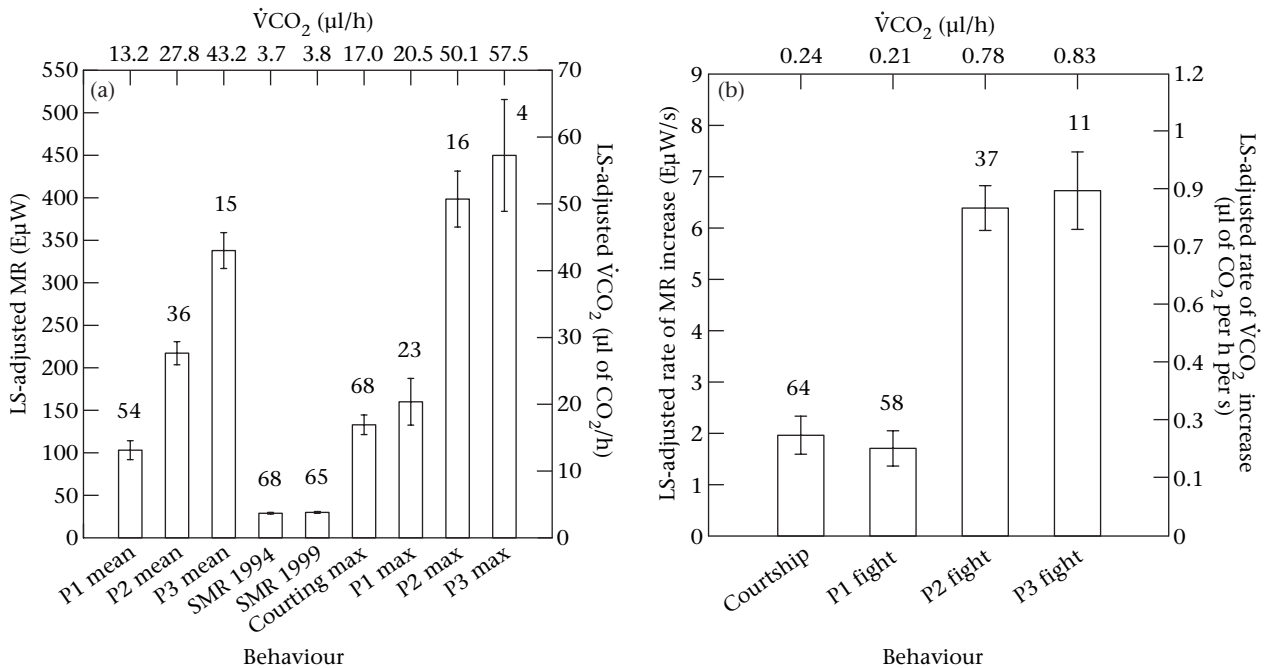 V̇CO₂ (µl/h)
13.2 27.8 43.2 3.7 3.8 17.0 20.5 50.1 57.5
(a)
LS-adjusted MR (EµW)
550
500
450
400
350
300
250
200
150
100
50
0
54
36
15
68
65
68
23
16
4
70
60
50
40
30
20
10
0
LS-adjusted V̇CO₂ (µl of CO₂/h)
P1 mean
P2 mean
P3 mean
SMR 1994
SMR 1999
Courting max
P1 max
P2 max
P3 max
Behaviour
V̇CO₂ (µl/h)
0.24 0.21 0.78 0.83
(b)
LS-adjusted rate of MR increase (EµW/s)
9
8
7
6
5
4
3
2
1
0
64
58
37
11
1.2
1
0.9
0.7
0.6
0.4
0.3
0.1
0
LS-adjusted rate of V̇CO₂ increase
(µl of CO₂ per h per s)
Courtship
P1 fight
P2 fight
P3 fight
Behaviour